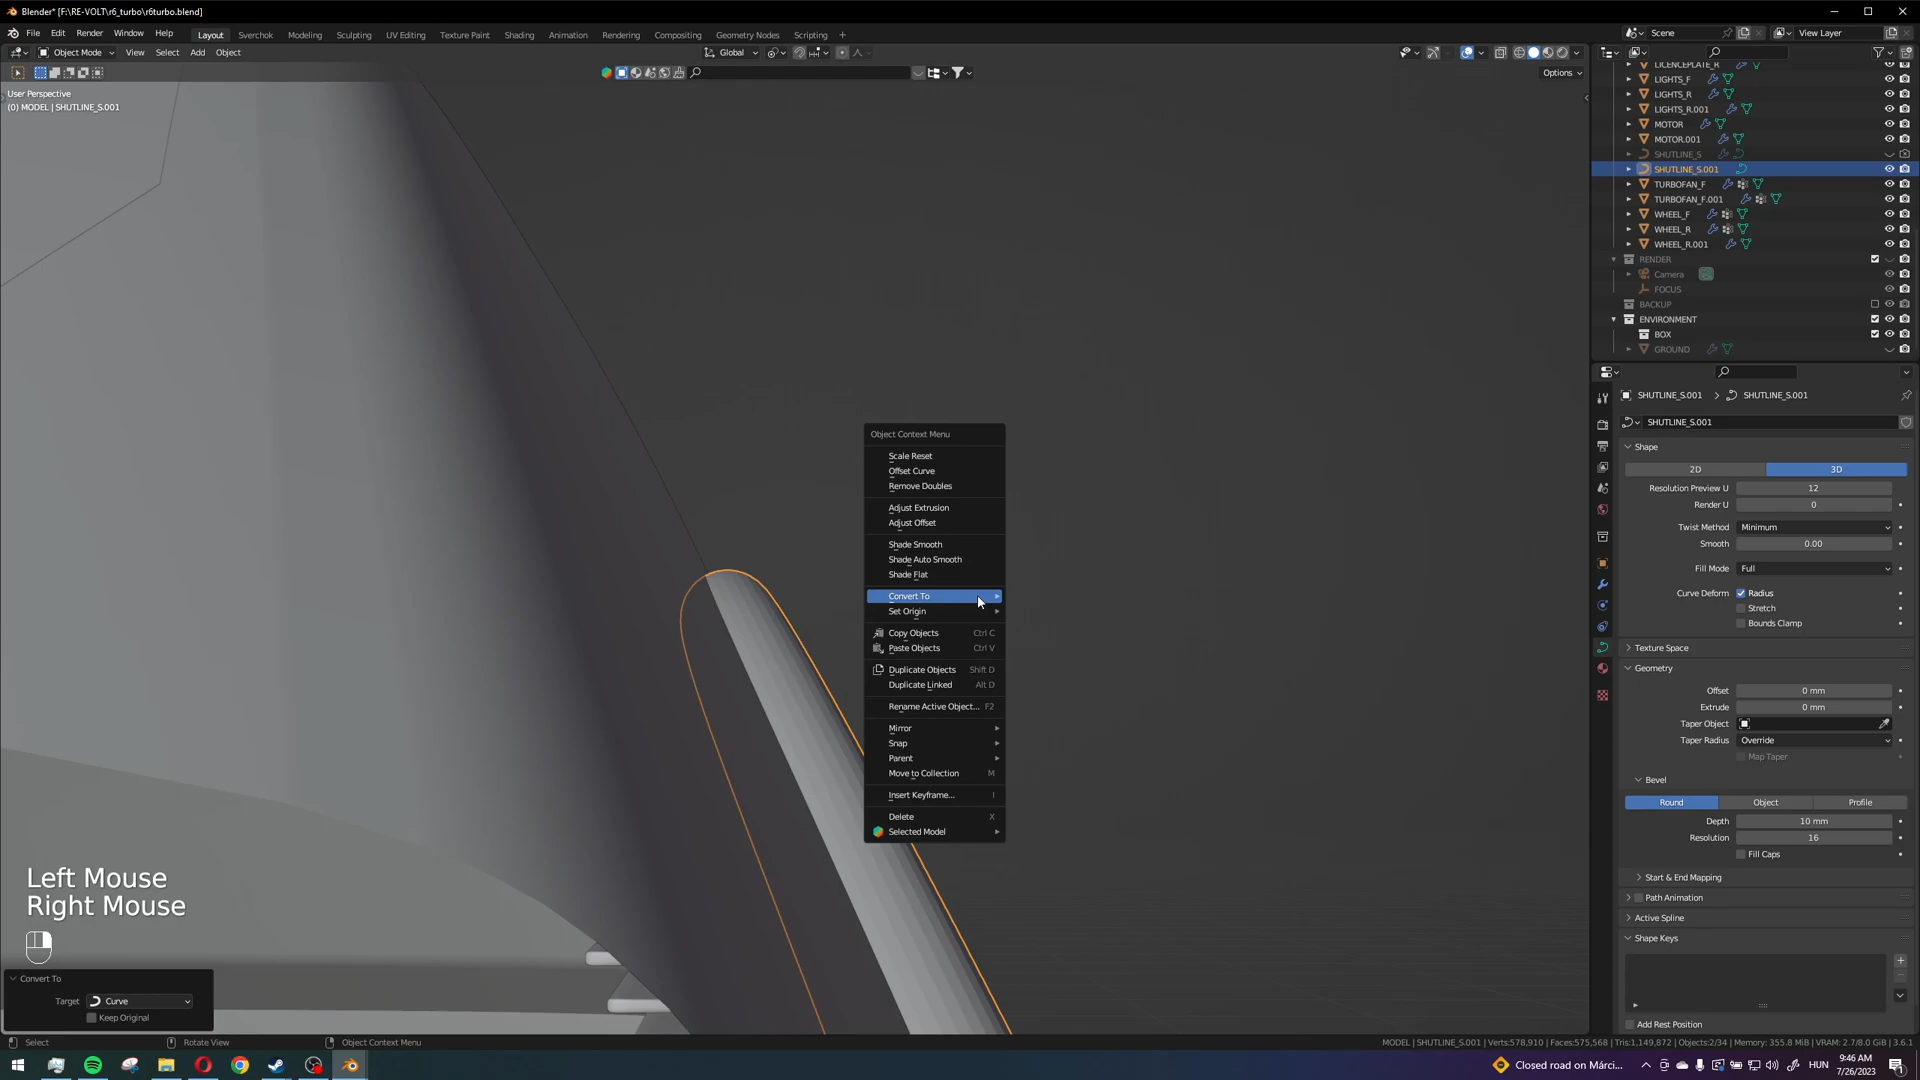 Blender* [F:\RE-VOLT\r6_turbo\r6turbo.blend]
File Edit Render Window Help Layout Sverchok Modeling Sculpting UV Editing Texture Paint Shading Animation Rendering Compositing Geometry Nodes Scripting + Scene View Layer
Object Mode View Select Add Object Global
Options
User Perspective
(0) MODEL | SHUTLINE_S.001
LICENCEPLATE_R
LIGHTS_F
LIGHTS_R
LIGHTS_R.001
MOTOR
MOTOR.001
SHUTLINE_S
SHUTLINE_S.001
TURBOFAN_F
TURBOFAN_F.001
WHEEL_F
WHEEL_R
WHEEL_R.001
RENDER
Camera
FOCUS
BACKUP
ENVIRONMENT
BOX
GROUND
SHUTLINE_S.001 > SHUTLINE_S.001
SHUTLINE_S.001
Shape
2D 3D
Resolution Preview U 12
Render U 0
Twist Method Minimum
Smooth 0.00
Fill Mode Full
Curve Deform Radius
Stretch
Bounds Clamp
Texture Space
Geometry
Offset 0 mm
Extrude 0 mm
Taper Object
Taper Radius Override
Map Taper
Bevel
Round Object Profile
Depth 10 mm
Resolution 16
Fill Caps
Start & End Mapping
Path Animation
Active Spline
Shape Keys
Add Rest Position
Object Context Menu
Scale Reset
Offset Curve
Remove Doubles
Adjust Extrusion
Adjust Offset
Shade Smooth
Shade Auto Smooth
Shade Flat
Convert To
Set Origin
Copy Objects Ctrl C
Paste Objects Ctrl V
Duplicate Objects Shift D
Duplicate Linked Alt D
Rename Active Object... F2
Mirror
Snap
Parent
Move to Collection M
Insert Keyframe... I
Delete X
Selected Model
Left Mouse
Right Mouse
Convert To
Target Curve
Keep Original
Select Rotate View Object Context Menu
MODEL | SHUTLINE_S.001 | Verts:578,910 | Faces:575,568 | Tris:1,149,872 | Objects:2/34 | Memory: 355.8 MiB | VRAM: 2.7/8.0 GiB | 3.6.1
Closed road on Márci... HUN 9:46 AM
7/26/2023